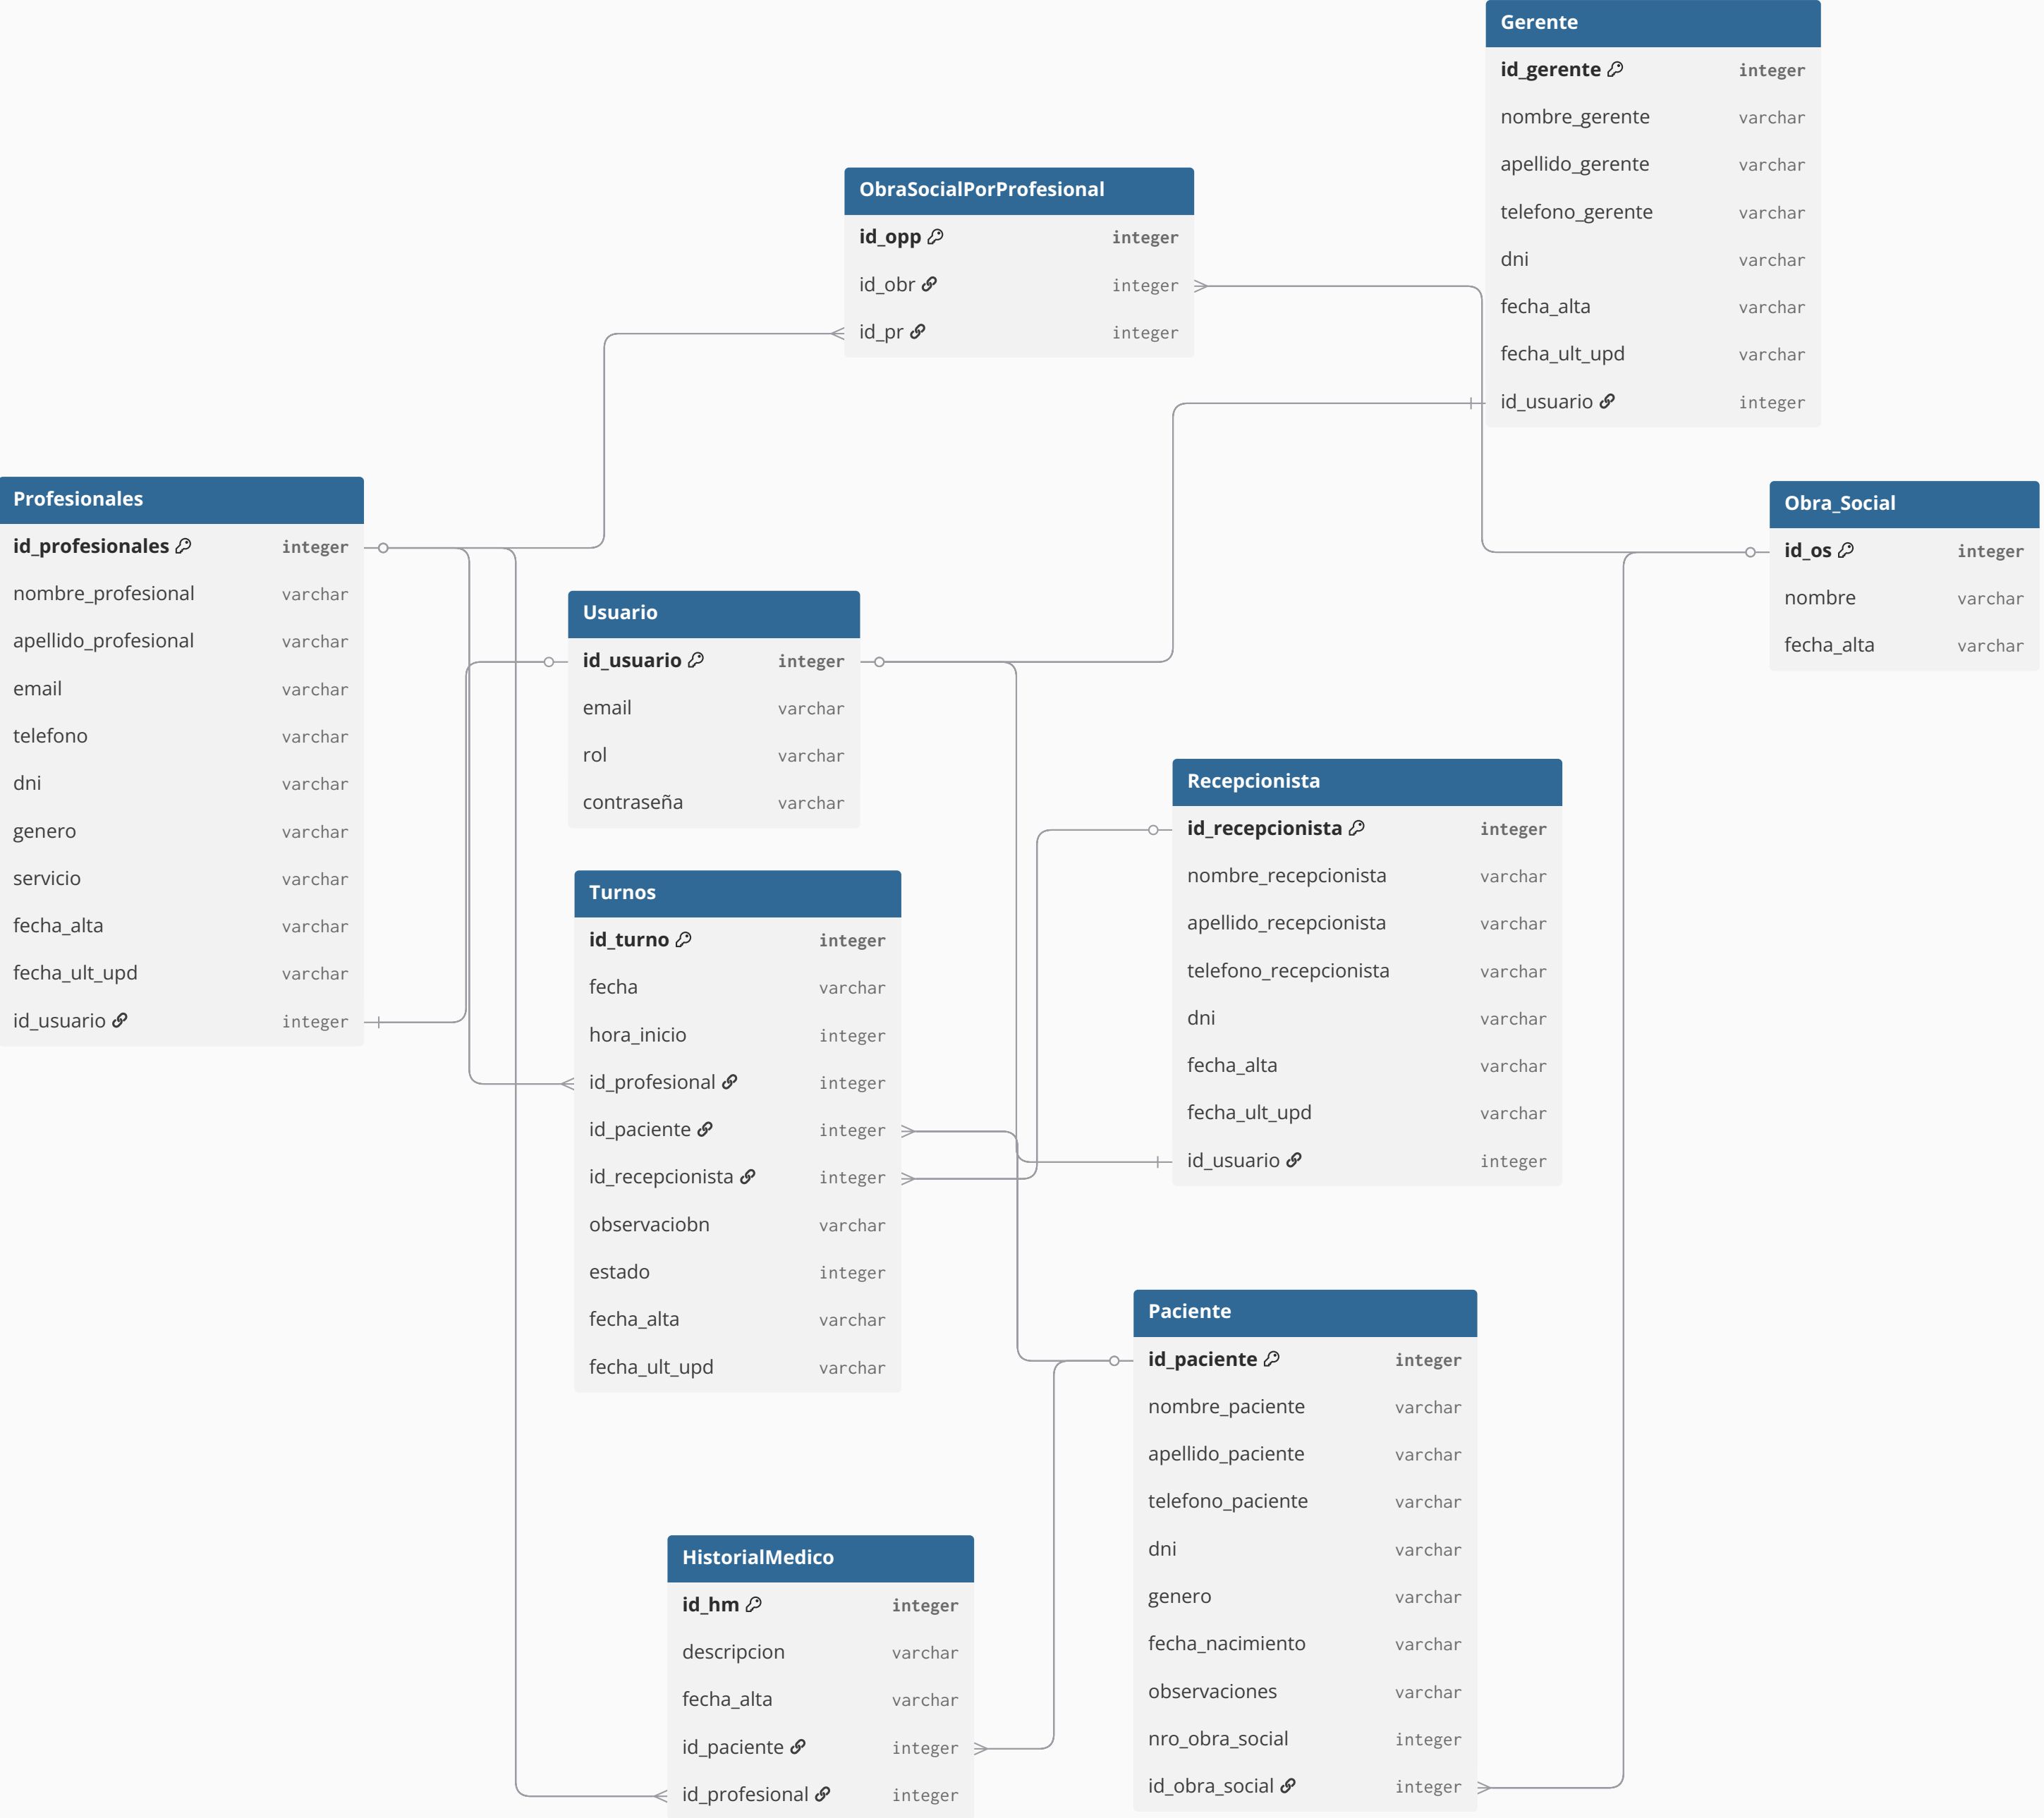 Gerente
id_gerente integer
nombre_gerente varchar
apellido_gerente varchar
telefono_gerente varchar
dni varchar
fecha_alta varchar
fecha_ult_upd varchar
id_usuario integer
ObraSocialPorProfesional
id_opp integer
id_obr integer
id_pr integer
Profesionales
id_profesionales integer
nombre_profesional varchar
apellido_profesional varchar
email varchar
telefono varchar
dni varchar
genero varchar
servicio varchar
fecha_alta varchar
fecha_ult_upd varchar
id_usuario integer
Obra_Social
id_os integer
nombre varchar
fecha_alta varchar
Usuario
id_usuario integer
email varchar
rol varchar
contraseña varchar
Recepcionista
id_recepcionista integer
nombre_recepcionista varchar
apellido_recepcionista varchar
telefono_recepcionista varchar
dni varchar
fecha_alta varchar
fecha_ult_upd varchar
id_usuario integer
Turnos
id_turno integer
fecha varchar
hora_inicio integer
id_profesional integer
id_paciente integer
id_recepcionista integer
observaciobn varchar
estado integer
fecha_alta varchar
fecha_ult_upd varchar
Paciente
id_paciente integer
nombre_paciente varchar
apellido_paciente varchar
telefono_paciente varchar
dni varchar
genero varchar
fecha_nacimiento varchar
observaciones varchar
nro_obra_social integer
id_obra_social integer
HistorialMedico
id_hm integer
descripcion varchar
fecha_alta varchar
id_paciente integer
id_profesional integer